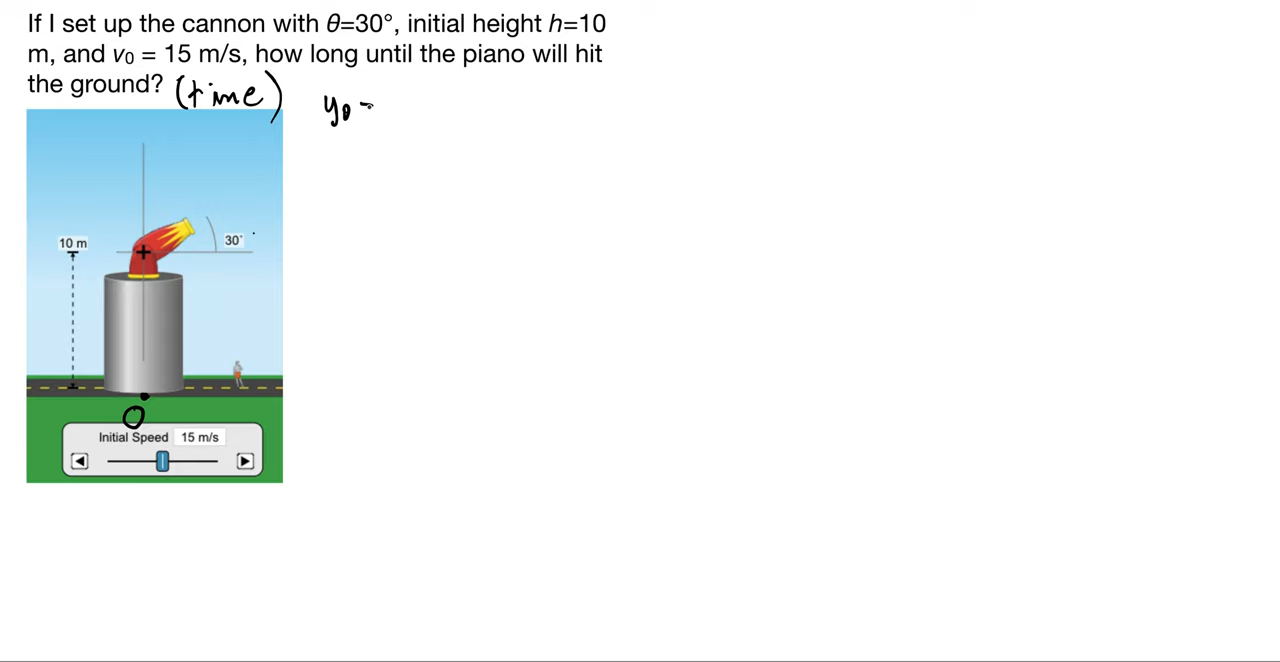 If I set up the cannon with θ=30°, initial height h=10
m, and v₀ = 15 m/s, how long until the piano will hit
the ground? (time)
y₀ =
10 m
30°
0
Initial Speed 15 m/s